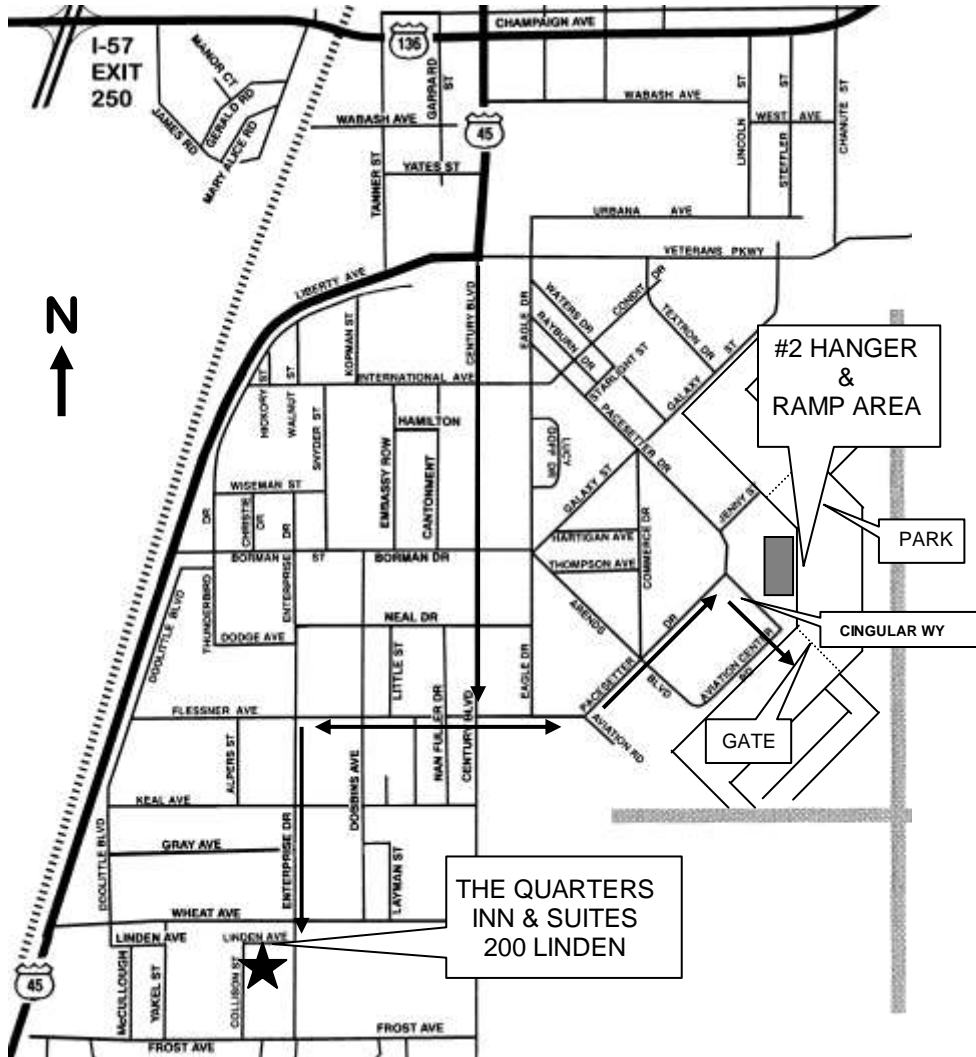 CHAMPAIGN AVE
I-57
EXIT
250
136
MANOR CT
GERALD RD
JAMES RD
MARY ALICE RD
GARRARD ST
WABASH AVE
WABASH AVE
45
WEST AVE
LINCOLN ST
STEFFLER ST
CHANUTE ST
YATES ST
TANNER ST
URBANA AVE
VETERANS PKWY
LIBERTY AVE
N
CENTURY BLVD
EAGLE DR
WATERS DR
RAYBURN DR
CONDIT DR
TEXTRON DR
STARLIGHT ST
GALAXY ST
KOPMAN ST
INTERNATIONAL AVE
HICKORY ST
WALNUT ST
SNYDER ST
HAMILTON
EMBASSY ROW
CANTONMENT
LUCY
GOFF DR
PACESETTER DR
GALAXY ST
#2 HANGER
&
RAMP AREA
WISEMAN ST
CHRISTIE DR
ENTERPRISE DR
JENNY ST
PARK
HARTIGAN AVE
COMMERCE DR
THOMPSON AVE
DR
BORMAN ST
BORMAN DR
THUNDERBIRD
DOOLITTLE BLVD
ARENDS BLVD
NEAL DR
DODGE AVE
LITTLE ST
NAN FULLER DR
CENTURY BLVD
EAGLE DR
PACESETTER DR
CINGULAR WY
AVIATION CENTER RD
FLESSNER AVE
AVIATION RD
GATE
ALPERS ST
DOBBINS AVE
KEAL AVE
GRAY AVE
DOOLITTLE BLVD
ENTERPRISE DR
LAYMAN ST
WHEAT AVE
THE QUARTERS
INN & SUITES
200 LINDEN
LINDEN AVE
LINDEN AVE
McCULLOUGH
YAKEL ST
COLLISON ST
45
FROST AVE
FROST AVE